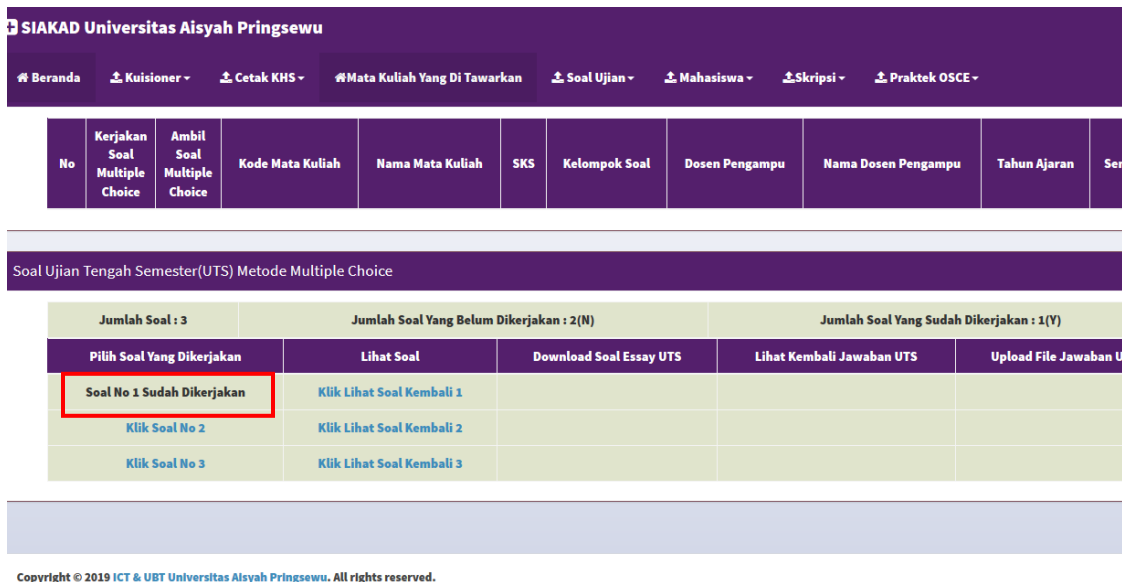 SIAKAD Universitas Aisyah Pringsewu
Beranda Kuisioner Cetak KHS Mata Kuliah Yang Di Tawarkan Soal Ujian Mahasiswa Skripsi Praktek OSCE
No Kerjakan Soal Multiple Choice Ambil Soal Multiple Choice Kode Mata Kuliah Nama Mata Kuliah SKS Kelompok Soal Dosen Pengampu Nama Dosen Pengampu Tahun Ajaran
Soal Ujian Tengah Semester(UTS) Metode Multiple Choice
Jumlah Soal : 3 Jumlah Soal Yang Belum Dikerjakan : 2(N) Jumlah Soal Yang Sudah Dikerjakan : 1(Y)
Pilih Soal Yang Dikerjakan Lihat Soal Download Soal Essay UTS Lihat Kembali Jawaban UTS Upload File Jawaban
Soal No 1 Sudah Dikerjakan Klik Lihat Soal Kembali 1
Klik Soal No 2 Klik Lihat Soal Kembali 2
Klik Soal No 3 Klik Lihat Soal Kembali 3
Copyright © 2019 ICT & UBT Universitas Aisyah Pringsewu. All rights reserved.